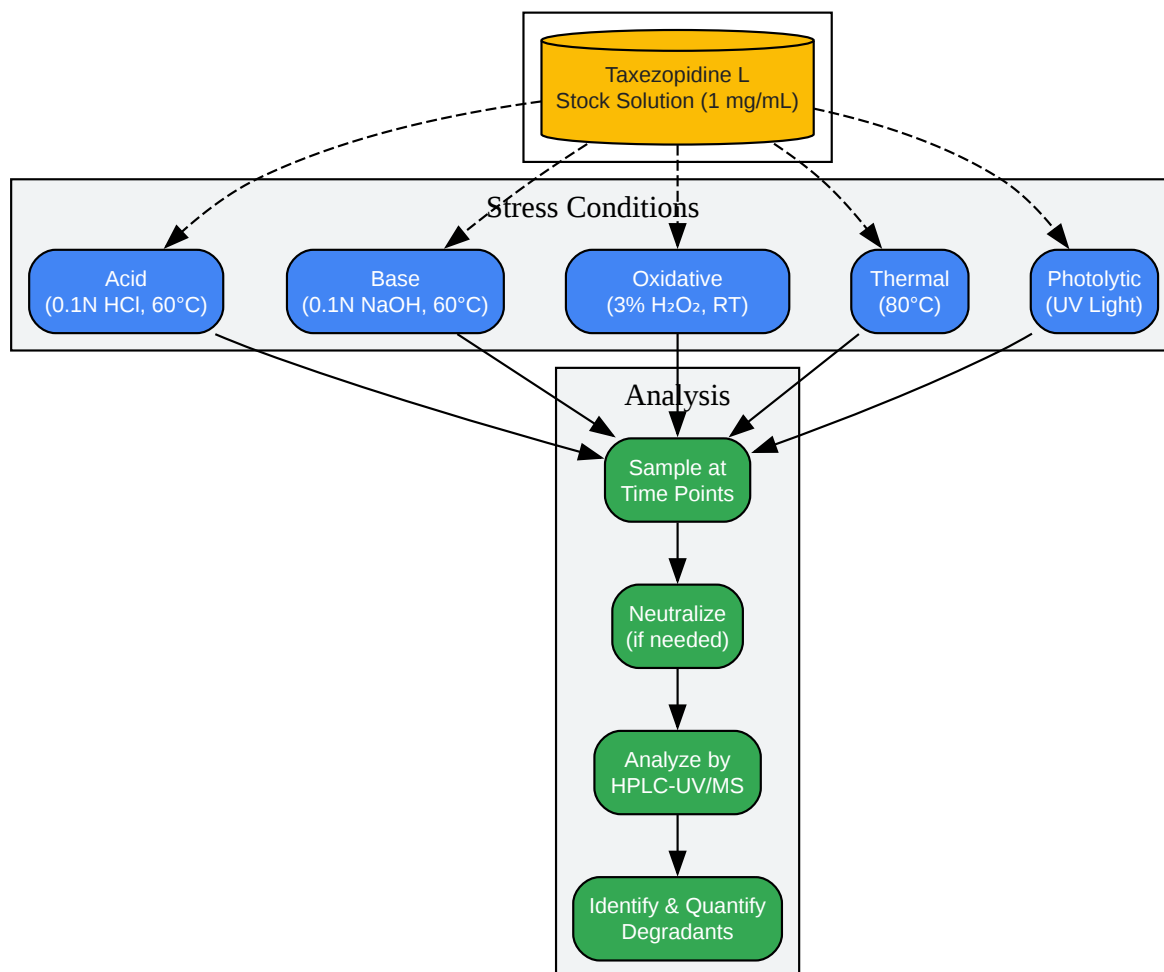 Taxezopidine L
Stock Solution (1 mg/mL)
Stress Conditions
Acid
(0.1N HCl, 60°C)
Base
(0.1N NaOH, 60°C)
Oxidative
(3% H₂O₂, RT)
Thermal
(80°C)
Photolytic
(UV Light)
Analysis
Sample at
Time Points
Neutralize
(if needed)
Analyze by
HPLC-UV/MS
Identify & Quantify
Degradants